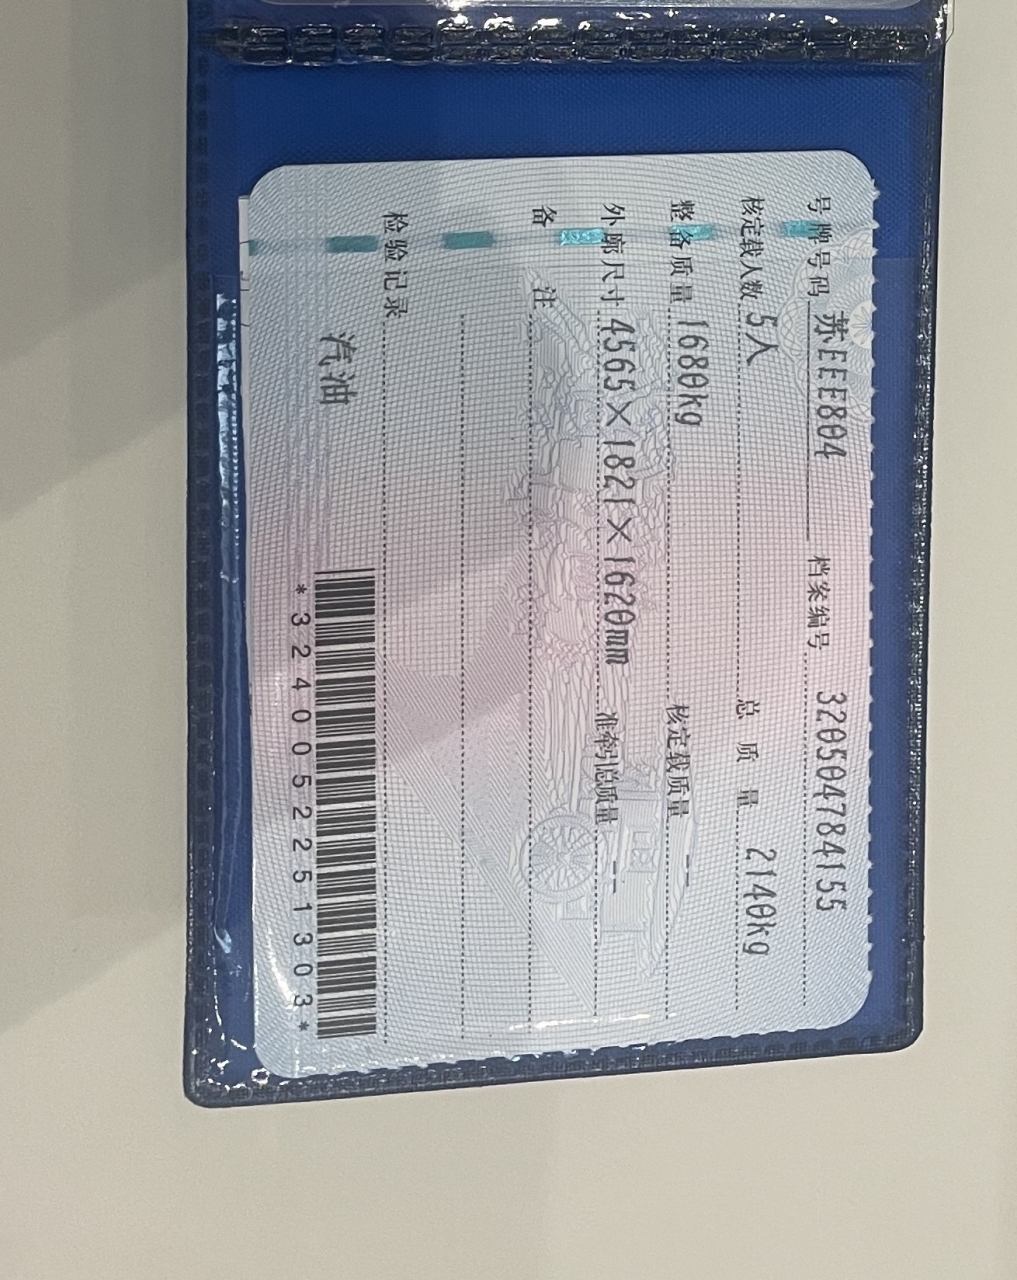 号牌号码 苏EEE804 档案编号 320504784155
核定载人数 5人 总质量 2140kg
整备质量 1680kg 核定载质量 --
外廓尺寸 4565×1821×1620mm 准牵引总质量 --
备注
检验记录
汽油 *3240052251303*